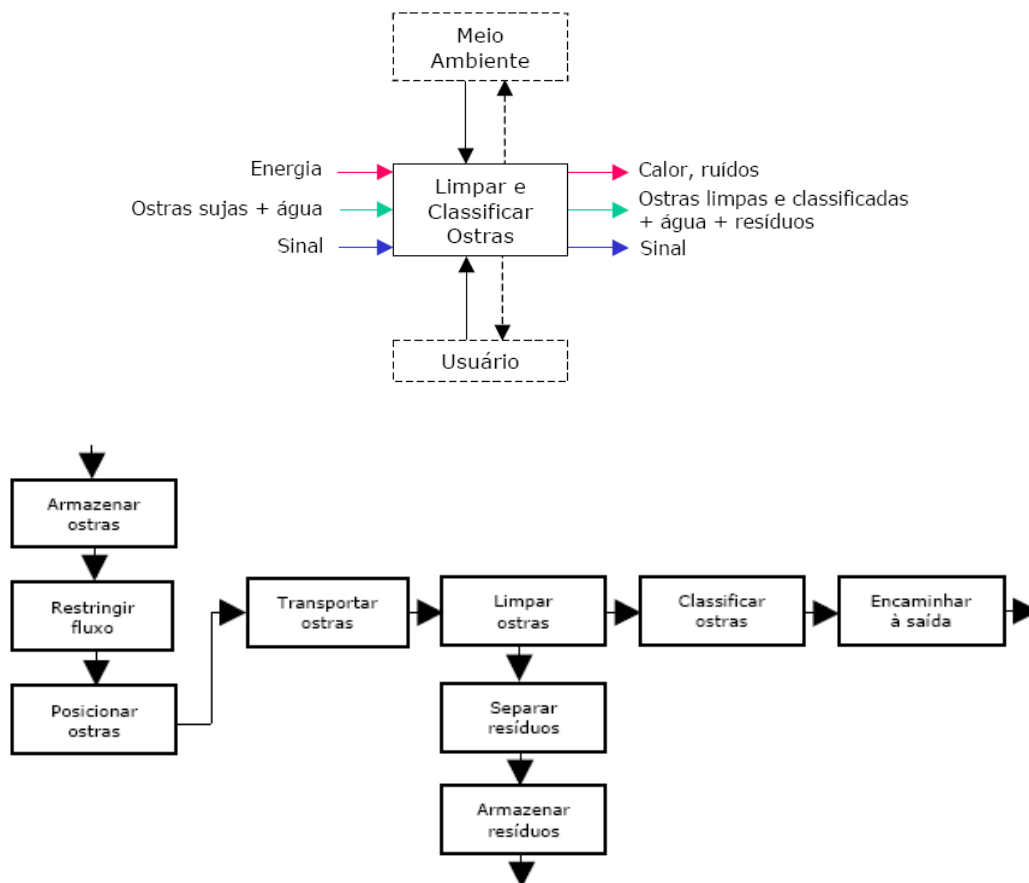 Meio
Ambiente
Energia
Ostras sujas + água
Sinal
Limpar e
Classificar
Ostras
Calor, ruídos
Ostras limpas e classificadas
+ água + resíduos
Sinal
Usuário
Armazenar
ostras
Restringir
fluxo
Posicionar
ostras
Transportar
ostras
Limpar
ostras
Classificar
ostras
Encaminhar
à saída
Separar
resíduos
Armazenar
resíduos